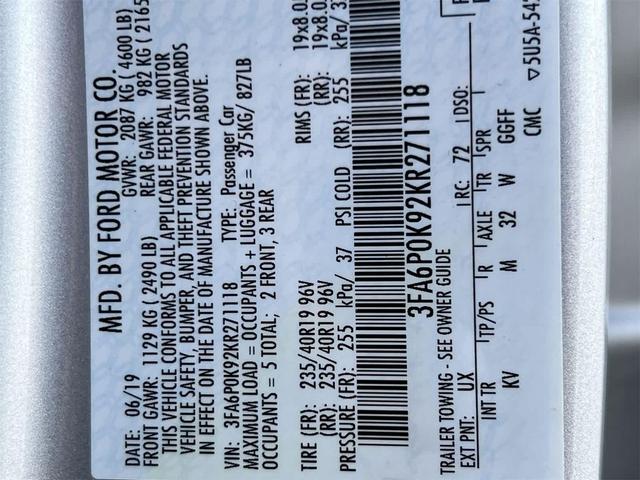 MFD. BY FORD MOTOR CO.
DATE: 06/19 GVWR: 2087 KG ( 4600 LB)
FRONT GAWR: 1129 KG ( 2490 LB) REAR GAWR: 982 KG ( 2165
THIS VEHICLE CONFORMS TO ALL APPLICABLE FEDERAL MOTOR
VEHICLE SAFETY, BUMPER, AND THEFT PREVENTION STANDARDS
IN EFFECT ON THE DATE OF MANUFACTURE SHOWN ABOVE.
VIN: 3FA6P0K92KR271118 TYPE: Passenger Car
MAXIMUM LOAD = OCCUPANTS + LUGGAGE = 375KG/ 827LB
OCCUPANTS = 5 TOTAL; 2 FRONT, 3 REAR
TIRE (FR): 235/40R19 96V RIMS (FR): 19x8.0
(RR): 235/40R19 96V (RR): 19x8.0
PRESSURE (FR): 255 kPa/ 37 PSI COLD (RR): 255 kPa/ 37
3FA6P0K92KR271118
TRAILER TOWING - SEE OWNER GUIDE
EXT PNT: UX RC: 72 DSO:
INT TR TP/PS R AXLE TR SPR
KV M 32 W GGFF
CMC ▽5U5A-542